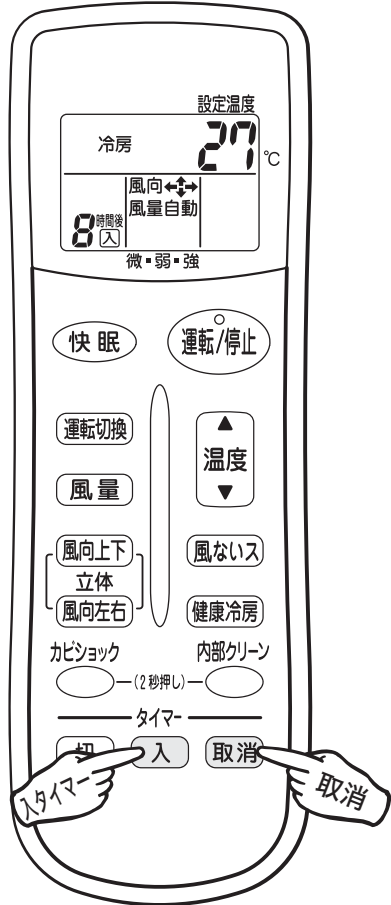 設定温度
冷房 27℃
風向
風量自動
8時間後 入
微・弱・強
快眠 運転/停止
運転切換
▲
温度
▼
風量
風向上下 風ないス
立体
風向左右 健康冷房
カビショック 内部クリーン
(2秒押し)
タイマー
切 入 取消
入タイマー 取消